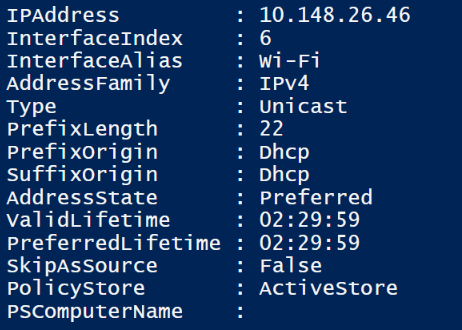 IPAddress         : 10.148.26.46
InterfaceIndex    : 6
InterfaceAlias    : Wi-Fi
AddressFamily     : IPv4
Type              : Unicast
PrefixLength      : 22
PrefixOrigin      : Dhcp
SuffixOrigin      : Dhcp
AddressState      : Preferred
ValidLifetime     : 02:29:59
PreferredLifetime : 02:29:59
SkipAsSource      : False
PolicyStore       : ActiveStore
PSComputerName    :